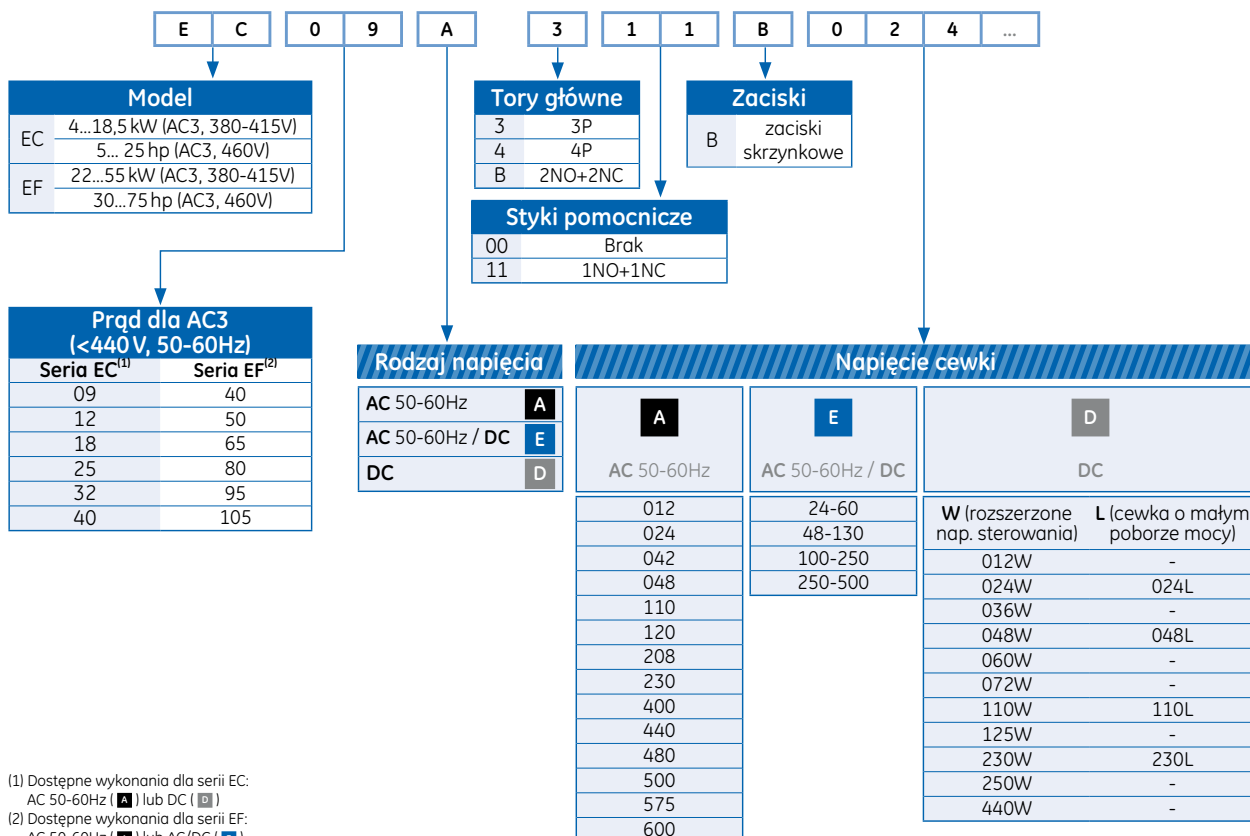 E C 0 9 A 3 1 1 B 0 2 4 ...
Model
EC 4...18,5 kW (AC3, 380-415V)
5... 25 hp (AC3, 460V)
EF 22...55 kW (AC3, 380-415V)
30...75 hp (AC3, 460V)
Tory główne
3 3P
4 4P
B 2NO+2NC
Zaciski
B zaciski
skrzynkowe
Styki pomocnicze
00 Brak
11 1NO+1NC
Prąd dla AC3
(<440 V, 50-60Hz)
Seria EC(1) Seria EF(2)
09 40
12 50
18 65
25 80
32 95
40 105
Rodzaj napięcia
AC 50-60Hz A
AC 50-60Hz / DC E
DC D
Napięcie cewki
A
AC 50-60Hz
012
024
042
048
110
120
208
230
400
440
480
500
575
600
E
AC 50-60Hz / DC
24-60
48-130
100-250
250-500
D
DC
W (rozszerzone L (cewka o małym
nap. sterowania) poborze mocy)
012W -
024W 024L
036W -
048W 048L
060W -
072W -
110W 110L
125W -
230W 230L
250W -
440W -
(1) Dostępne wykonania dla serii EC:
AC 50-60Hz ( A ) lub DC ( D )
(2) Dostępne wykonania dla serii EF:
AC 50-60Hz ( A ) lub AC/DC ( E )